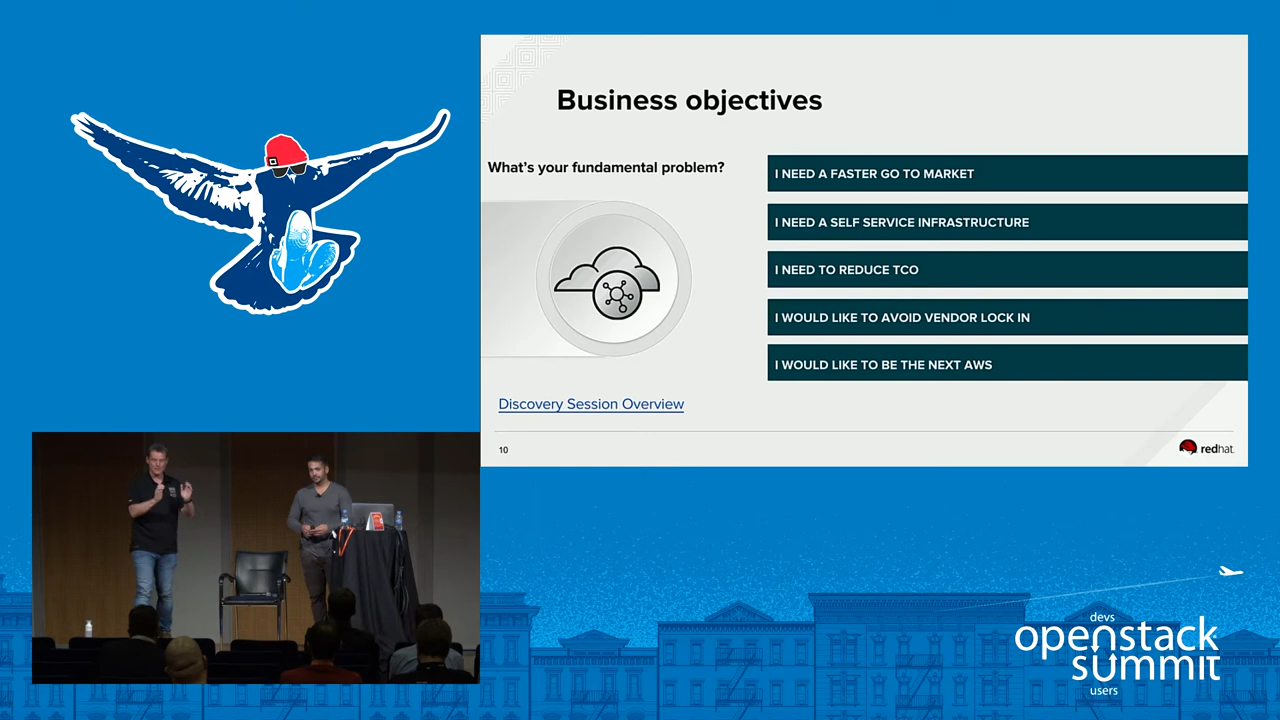 Business objectives
What's your fundamental problem?
I NEED A FASTER GO TO MARKET
I NEED A SELF SERVICE INFRASTRUCTURE
I NEED TO REDUCE TCO
I WOULD LIKE TO AVOID VENDOR LOCK IN
I WOULD LIKE TO BE THE NEXT AWS
Discovery Session Overview
10
redhat.
devs
openstack
summit
users